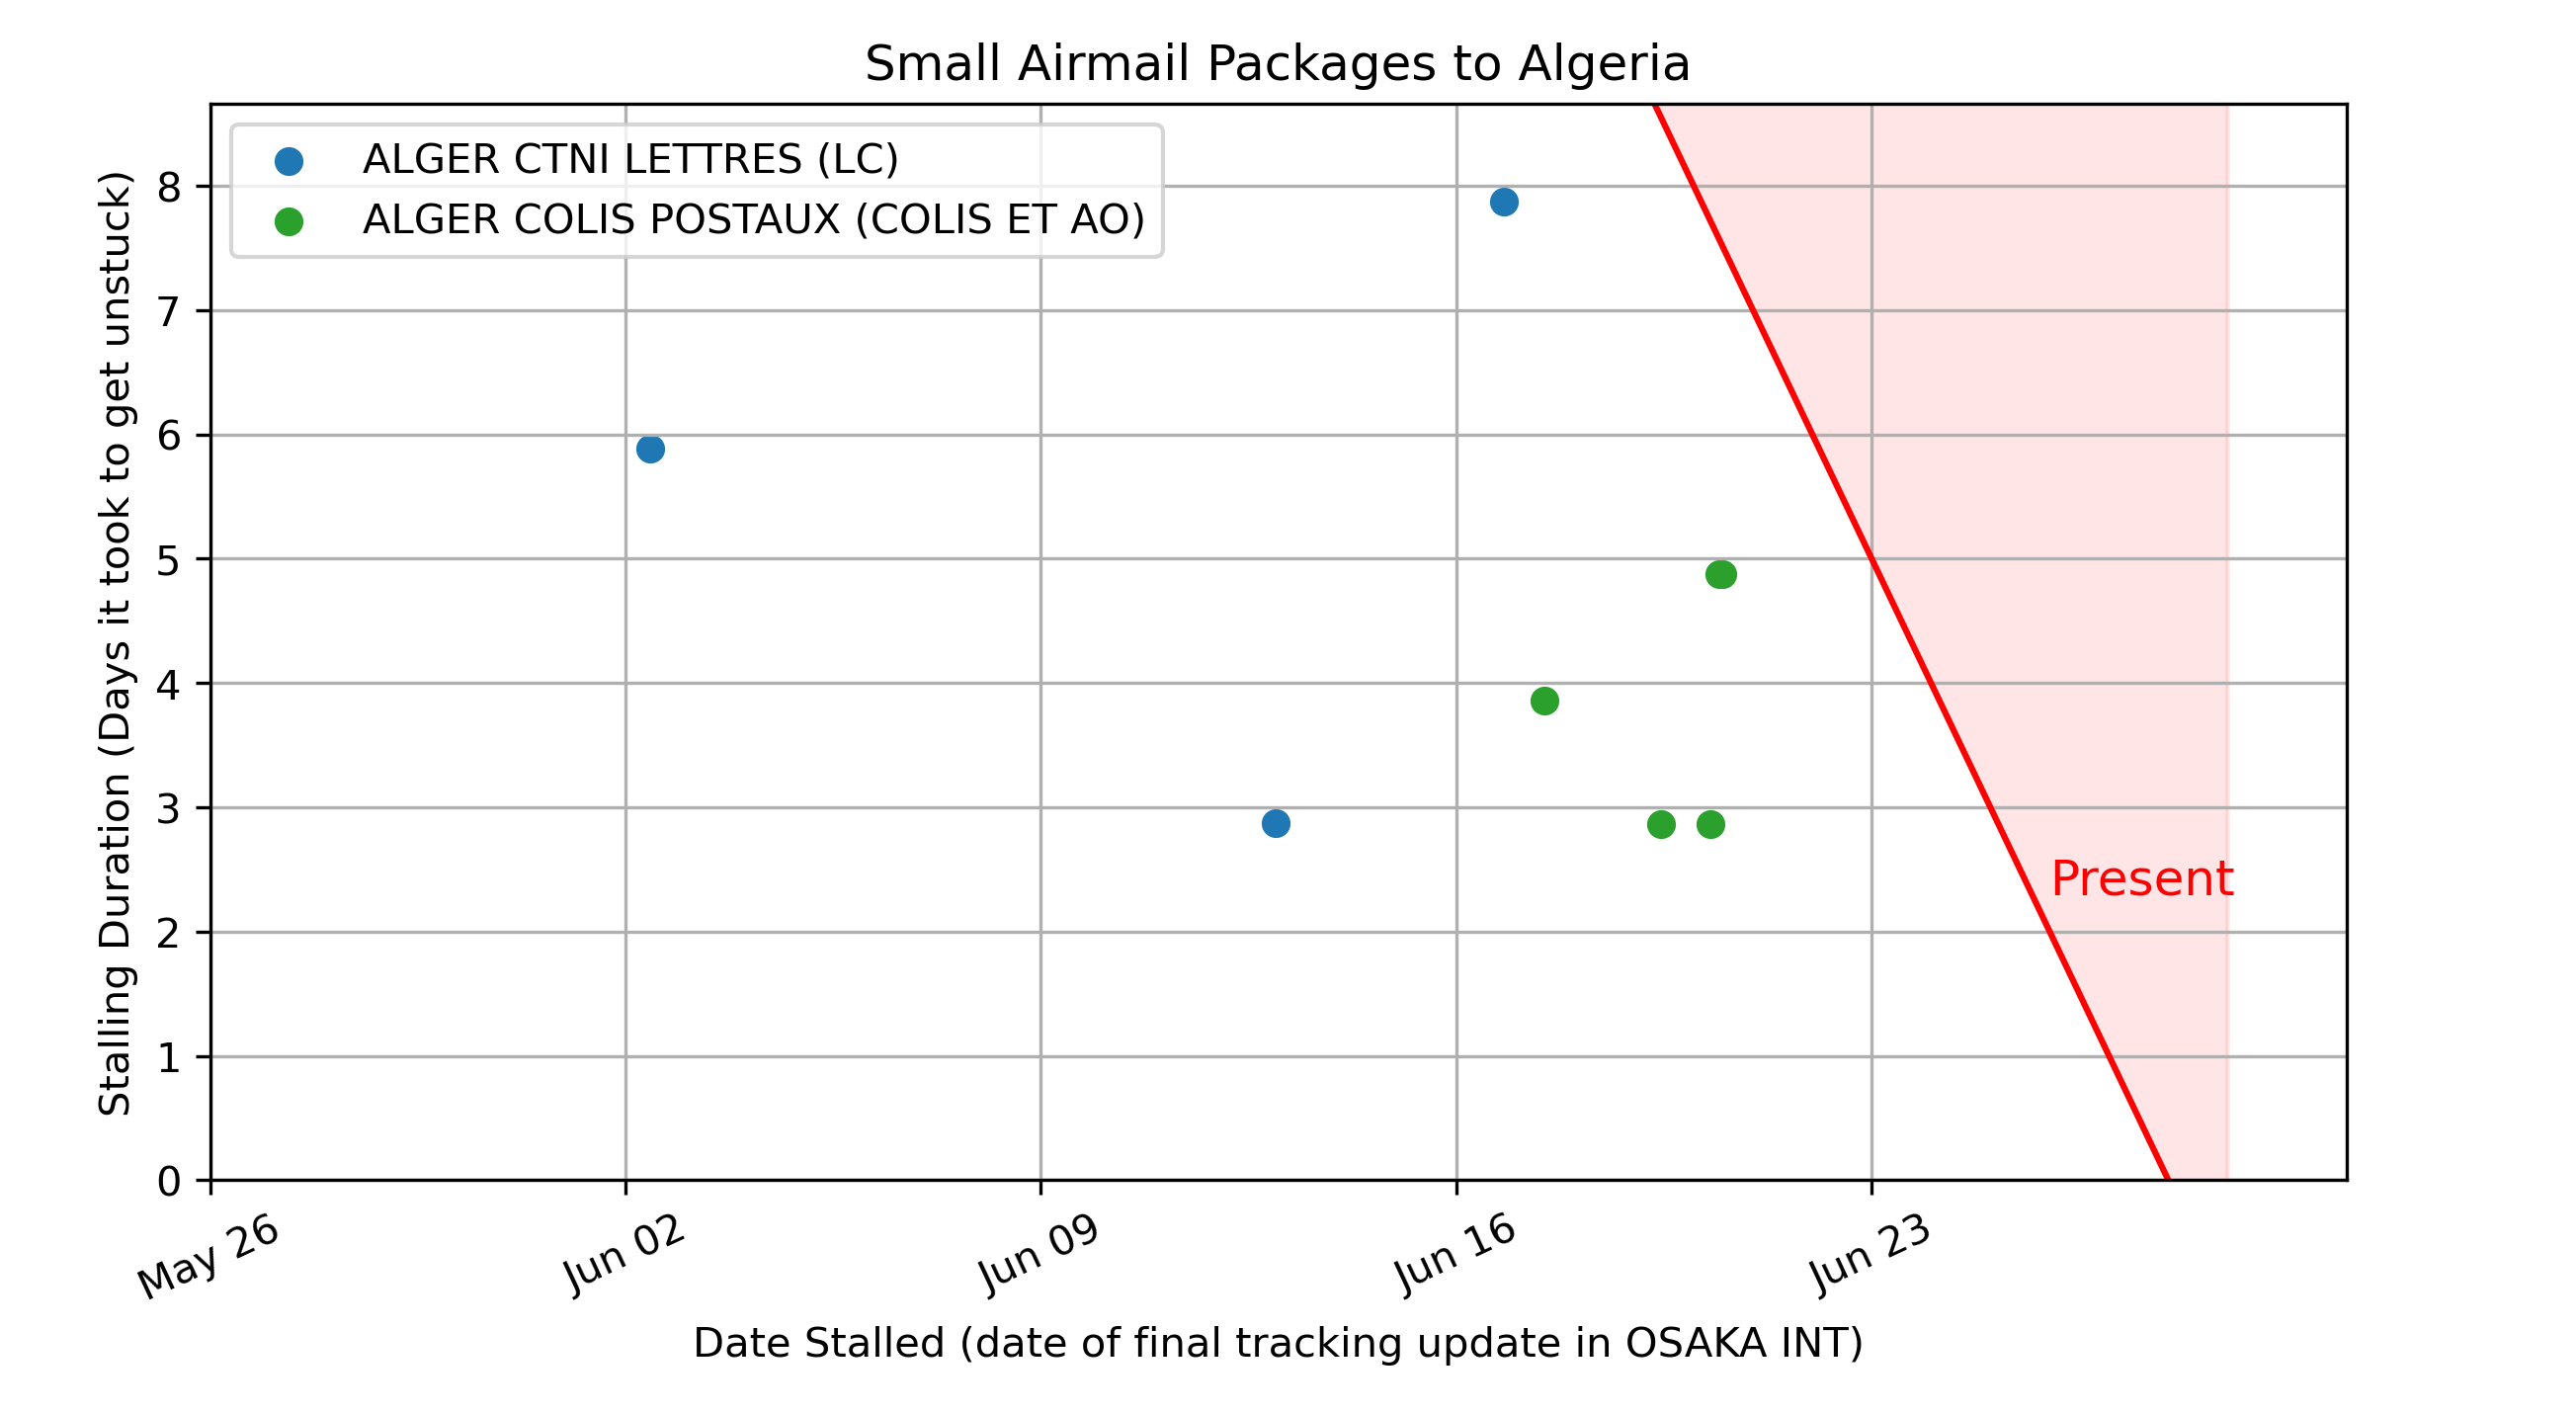 Small Airmail Packages to Algeria
ALGER CTNI LETTRES (LC)
ALGER COLIS POSTAUX (COLIS ET AO)
Stalling Duration (Days it took to get unstuck)
8
7
6
5
4
3
2
1
0
Present
May 26
Jun 02
Jun 09
Jun 16
Jun 23
Date Stalled (date of final tracking update in OSAKA INT)